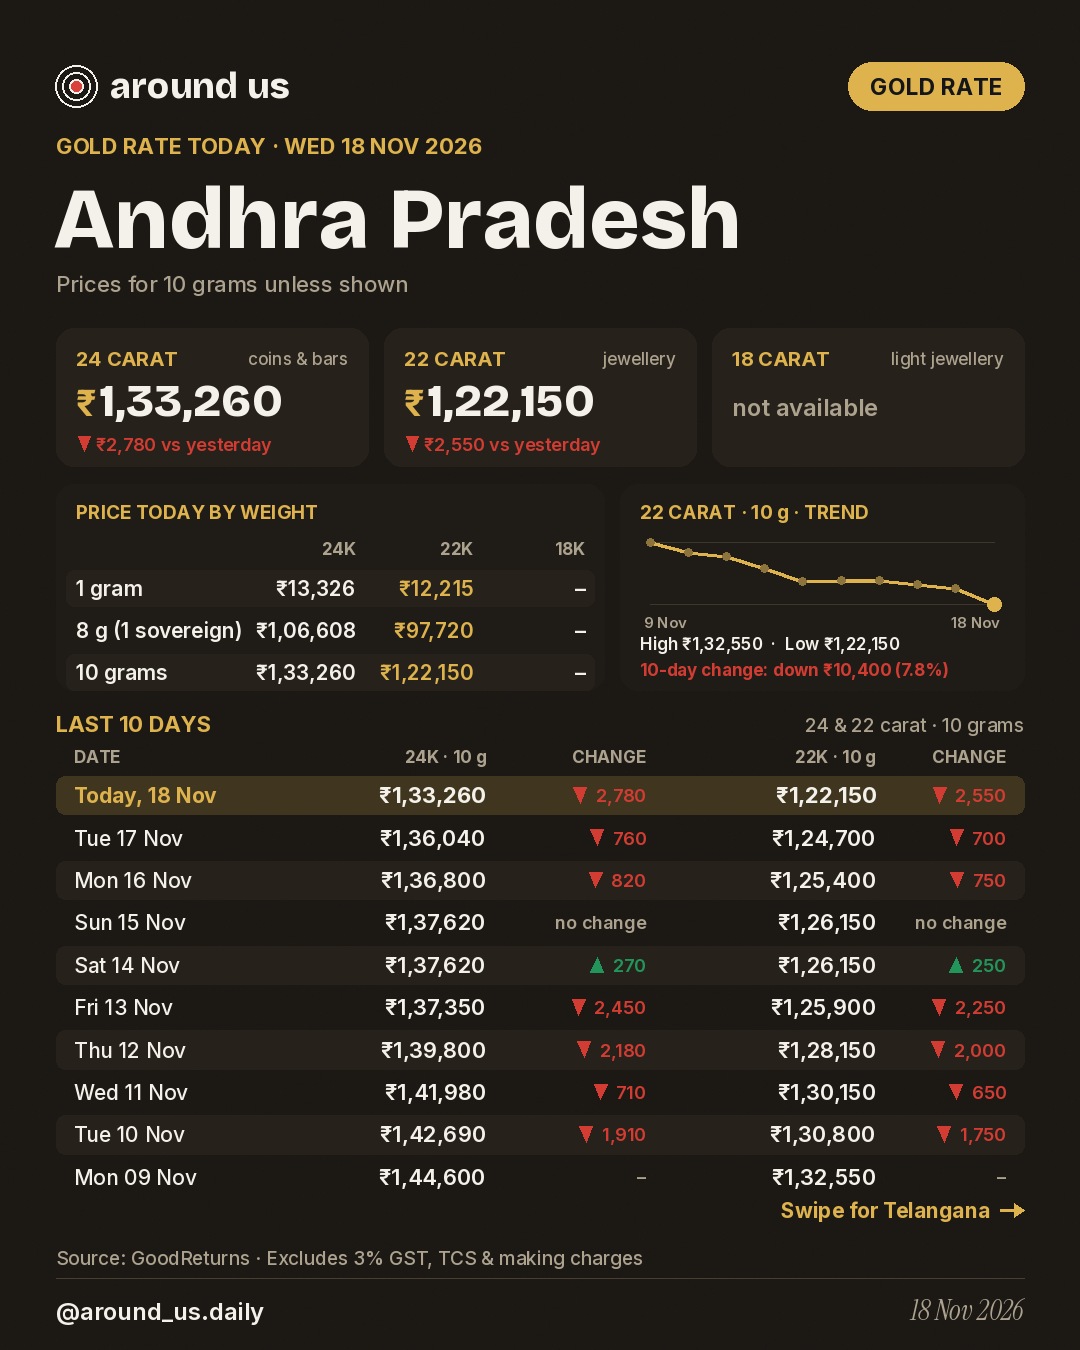 around us
GOLD RATE
GOLD RATE TODAY · WED 18 NOV 2026
Andhra Pradesh
Prices for 10 grams unless shown
24 CARAT coins & bars
₹1,33,260
▼ ₹2,780 vs yesterday
22 CARAT jewellery
₹1,22,150
▼ ₹2,550 vs yesterday
18 CARAT light jewellery
not available
PRICE TODAY BY WEIGHT
24K 22K 18K
1 gram ₹13,326 ₹12,215 –
8 g (1 sovereign) ₹1,06,608 ₹97,720 –
10 grams ₹1,33,260 ₹1,22,150 –
22 CARAT · 10 g · TREND
9 Nov 18 Nov
High ₹1,32,550 · Low ₹1,22,150
10-day change: down ₹10,400 (7.8%)
LAST 10 DAYS 24 & 22 carat · 10 grams
DATE 24K · 10 g CHANGE 22K · 10 g CHANGE
Today, 18 Nov ₹1,33,260 ▼ 2,780 ₹1,22,150 ▼ 2,550
Tue 17 Nov ₹1,36,040 ▼ 760 ₹1,24,700 ▼ 700
Mon 16 Nov ₹1,36,800 ▼ 820 ₹1,25,400 ▼ 750
Sun 15 Nov ₹1,37,620 no change ₹1,26,150 no change
Sat 14 Nov ₹1,37,620 ▲ 270 ₹1,26,150 ▲ 250
Fri 13 Nov ₹1,37,350 ▼ 2,450 ₹1,25,900 ▼ 2,250
Thu 12 Nov ₹1,39,800 ▼ 2,180 ₹1,28,150 ▼ 2,000
Wed 11 Nov ₹1,41,980 ▼ 710 ₹1,30,150 ▼ 650
Tue 10 Nov ₹1,42,690 ▼ 1,910 ₹1,30,800 ▼ 1,750
Mon 09 Nov ₹1,44,600 – ₹1,32,550 –
Swipe for Telangana →
Source: GoodReturns · Excludes 3% GST, TCS & making charges
@around_us.daily 18 Nov 2026